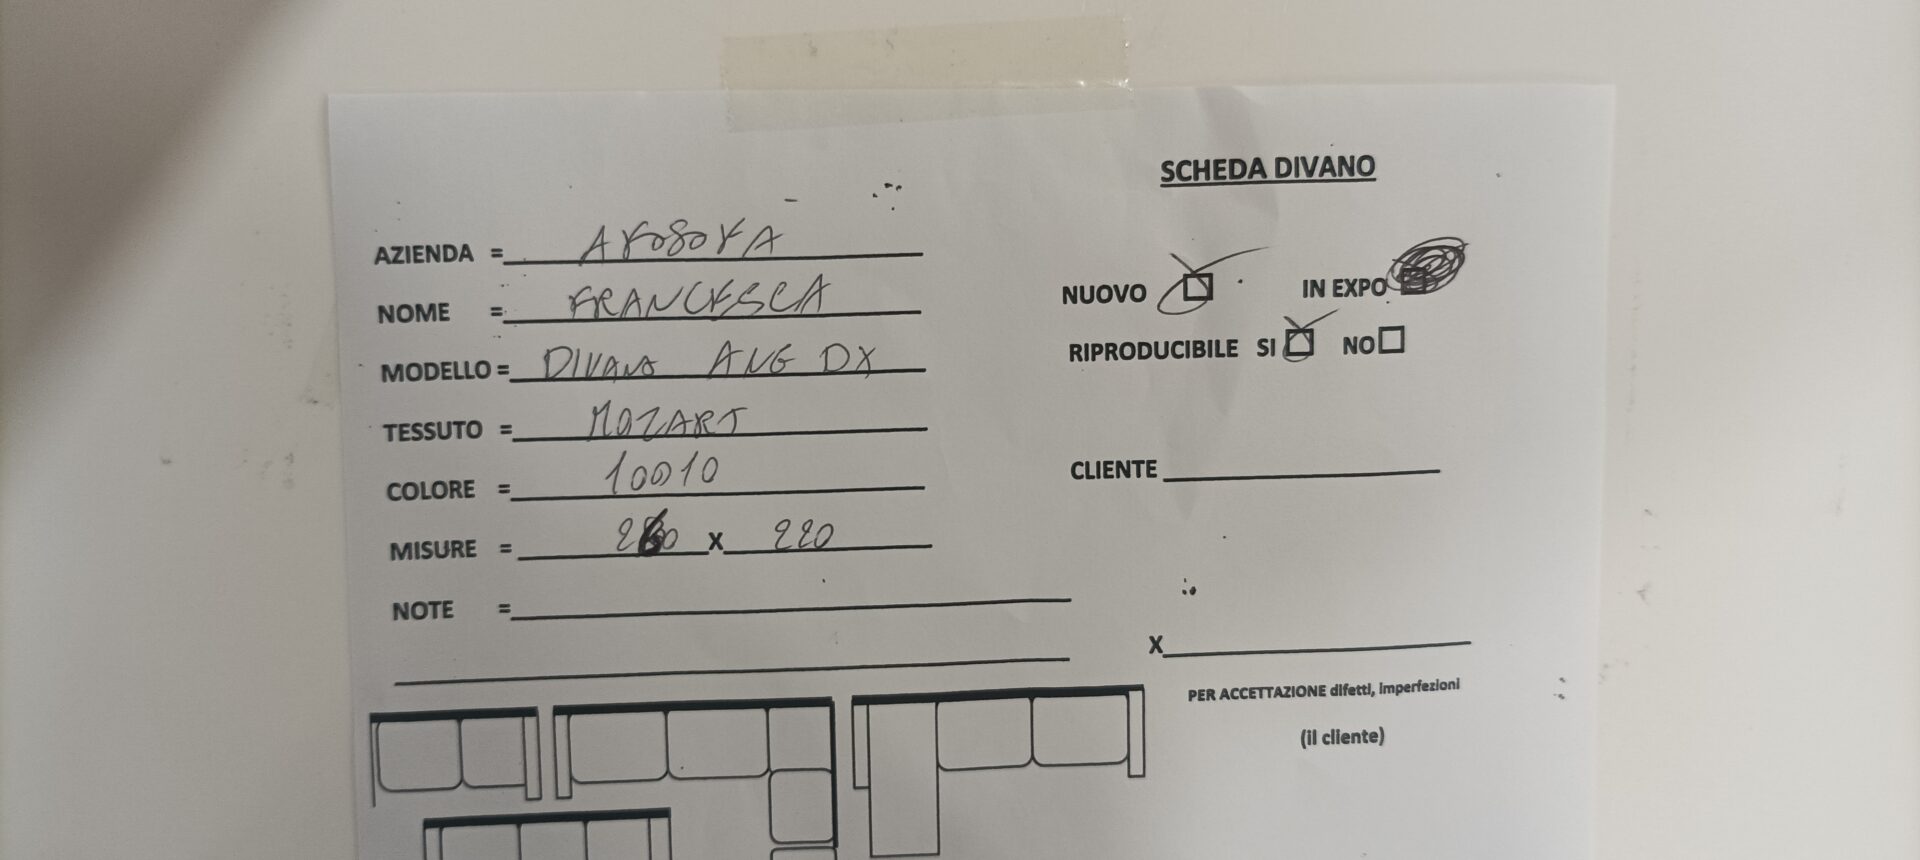 SCHEDA DIVANO
AZIENDA =
NOME = FRANCESCA
MODELLO = DIVANO ANG DX
TESSUTO = MOZART
COLORE = 10010
MISURE = 260 X 220
NOTE =
NUOVO IN EXPO
RIPRODUCIBILE SI NO
CLIENTE
X
PER ACCETTAZIONE difetti, imperfezioni
(il cliente)